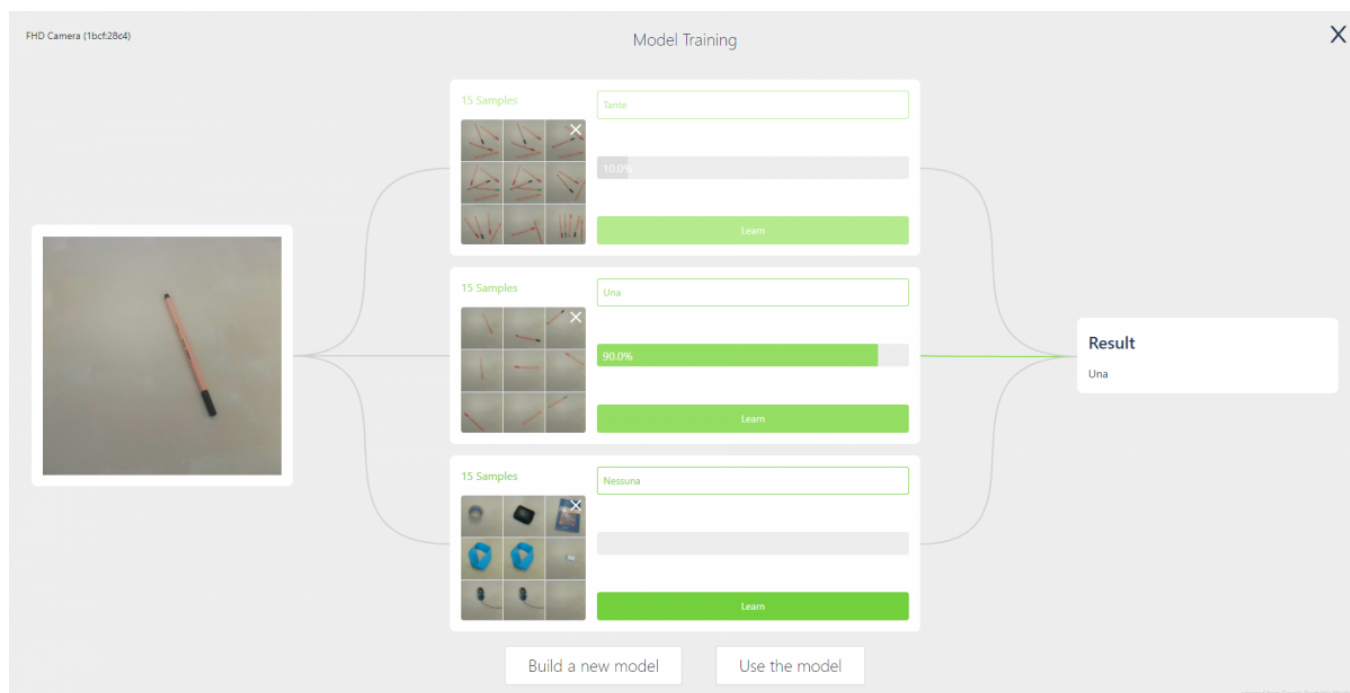 FHD Camera (1bcf:28c4)
Model Training
X
15 Samples
Tante
10.0%
Learn
15 Samples
Una
90.0%
Learn
15 Samples
Nessuna
Learn
Result
Una
Build a new model
Use the model